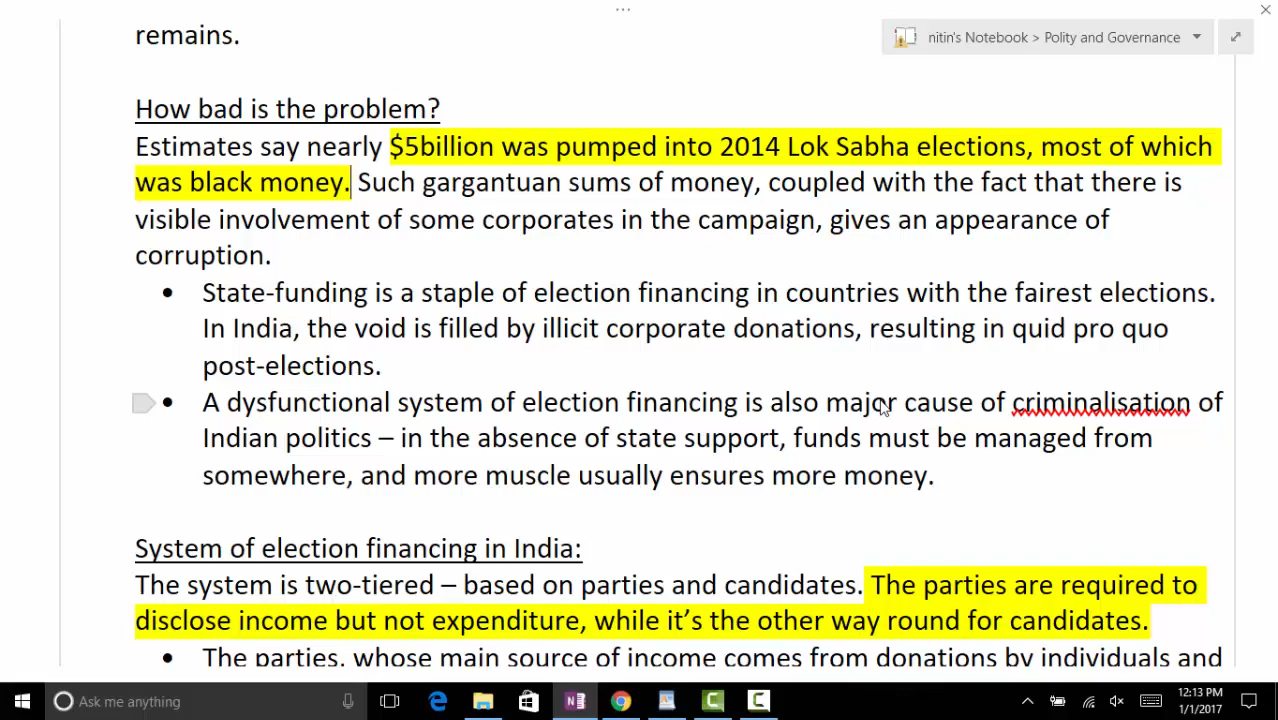 remains.
nitin's Notebook > Polity and Governance
How bad is the problem?
Estimates say nearly $5billion was pumped into 2014 Lok Sabha elections, most of which
was black money. Such gargantuan sums of money, coupled with the fact that there is
visible involvement of some corporates in the campaign, gives an appearance of
corruption.
• State-funding is a staple of election financing in countries with the fairest elections.
In India, the void is filled by illicit corporate donations, resulting in quid pro quo
post-elections.
• A dysfunctional system of election financing is also major cause of criminalisation of
Indian politics – in the absence of state support, funds must be managed from
somewhere, and more muscle usually ensures more money.
System of election financing in India:
The system is two-tiered – based on parties and candidates. The parties are required to
disclose income but not expenditure, while it's the other way round for candidates.
• The parties, whose main source of income comes from donations by individuals and
Ask me anything
12:13 PM
1/1/2017